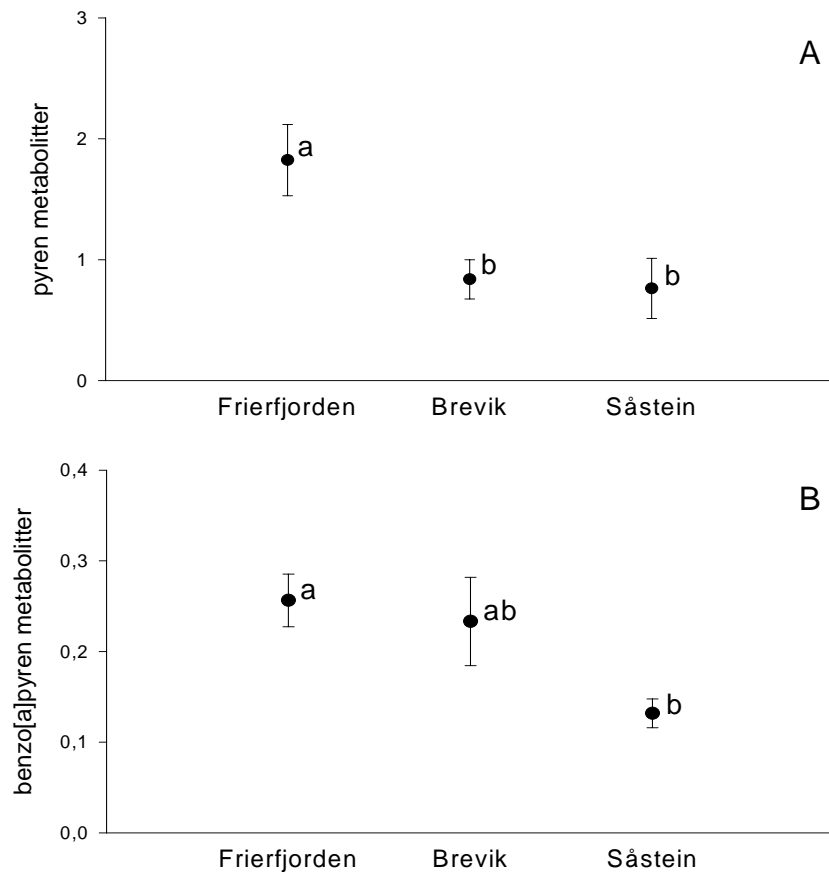 A
pyren metabolitter
3
2
1
0
a
b
b
Frierfjorden Brevik Såstein
B
benzo[a]pyren metabolitter
0,4
0,3
0,2
0,1
0,0
a
ab
b
Frierfjorden Brevik Såstein